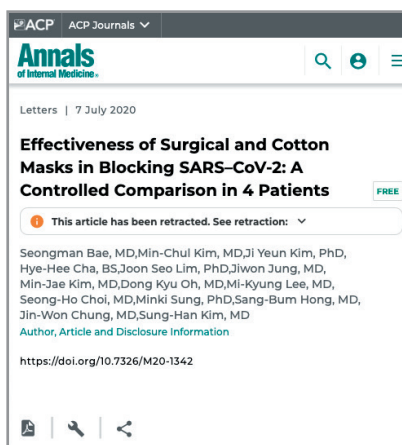 ACP ACP Journals
Annals
of Internal Medicine®
Letters | 7 July 2020
Effectiveness of Surgical and Cotton
Masks in Blocking SARS–CoV-2: A
Controlled Comparison in 4 Patients
FREE
This article has been retracted. See retraction:
Seongman Bae, MD,Min-Chul Kim, MD,Ji Yeun Kim, PhD,
Hye-Hee Cha, BS,Joon Seo Lim, PhD,Jiwon Jung, MD,
Min-Jae Kim, MD,Dong Kyu Oh, MD,Mi-Kyung Lee, MD,
Seong-Ho Choi, MD,Minki Sung, PhD,Sang-Bum Hong, MD,
Jin-Won Chung, MD,Sung-Han Kim, MD
Author, Article and Disclosure Information
https://doi.org/10.7326/M20-1342